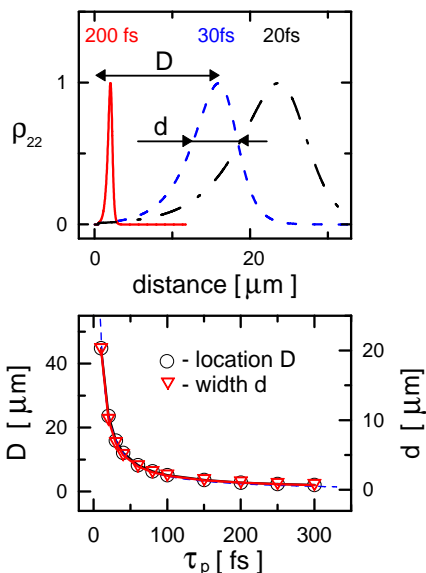 200 fs 30fs 20fs
D
1
d
ρ22
0
0 20
distance [ μm ]
40
20
20
- location D
10
- width d
0
0
D [ μm ]
d [ μm ]
0 100 200 300
τp [ fs ]